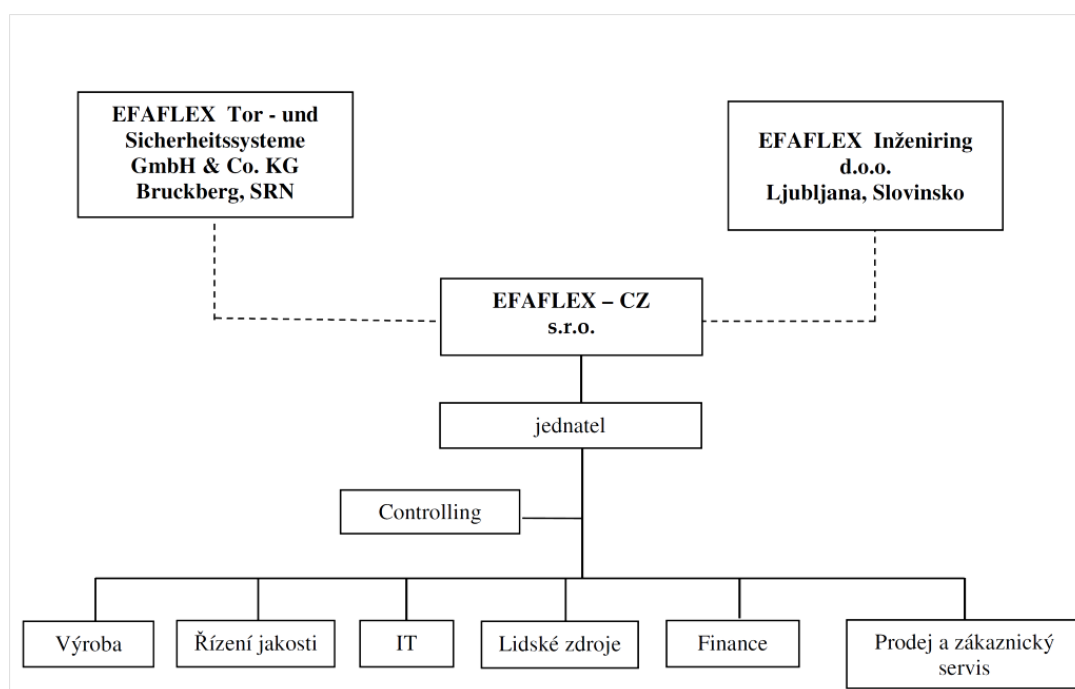 EFAFLEX Tor - und
Sicherheitssysteme
GmbH & Co. KG
Bruckberg, SRN
EFAFLEX Inženiring
d.o.o.
Ljubljana, Slovinsko
EFAFLEX – CZ
s.r.o.
jednatel
Controlling
Výroba
Řízení jakosti
IT
Lidské zdroje
Finance
Prodej a zákaznický
servis